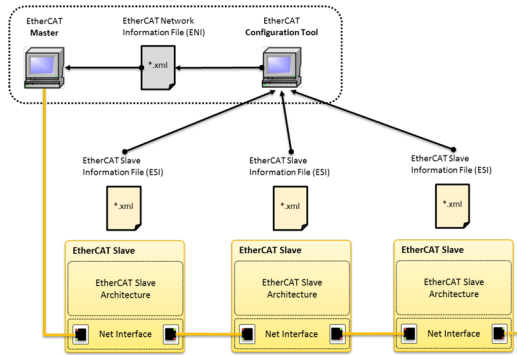 EtherCAT
Master
EtherCAT Network
Information File (ENI)
*.xml
EtherCAT
Configuration Tool
EtherCAT Slave
Information File (ESI)
*.xml
EtherCAT Slave
Information File (ESI)
*.xml
EtherCAT Slave
Information File (ESI)
*.xml
EtherCAT Slave
EtherCAT Slave
Architecture
Net Interface
EtherCAT Slave
EtherCAT Slave
Architecture
Net Interface
EtherCAT Slave
EtherCAT Slave
Architecture
Net Interface